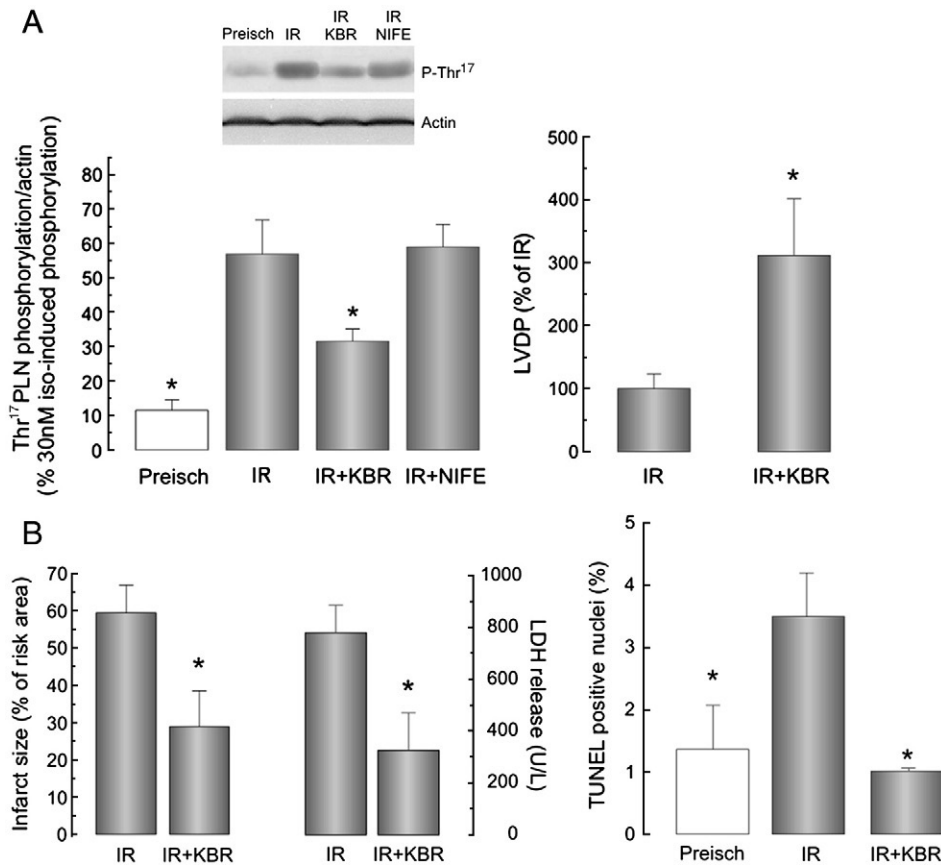 A
Preisch IR IR KBR IR NIFE
P-Thr17
Actin
Thr17 PLN phosphorylation/actin
(% 30nM iso-induced phosphorylation)
80
70
60
50
40
30
20
10
0
*
*
Preisch IR IR+KBR IR+NIFE
LVDP (% of IR)
500
400
300
200
100
0
*
IR IR+KBR
B
Infarct size (% of risk area)
70
60
50
40
30
20
10
0
*
IR IR+KBR
*
IR IR+KBR
1000
800
600
400
200
0
LDH release (U/L)
TUNEL positive nuclei (%)
5
4
3
2
1
0
*
*
Preisch IR IR+KBR